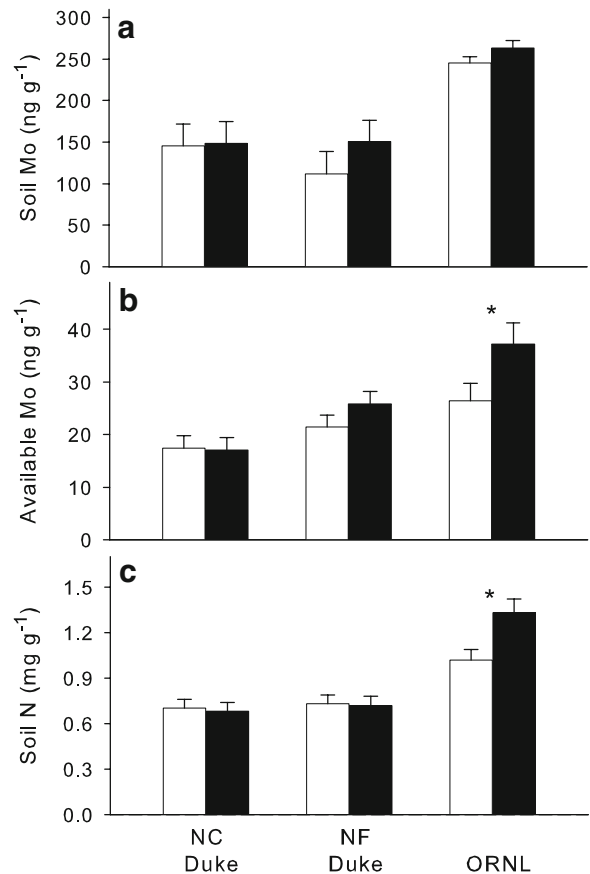 a
Soil Mo (ng g⁻¹)
300
250
200
150
100
50
0
b
Available Mo (ng g⁻¹)
40
30
20
10
0
*
c
Soil N (mg g⁻¹)
1.5
1.2
0.9
0.6
0.3
0.0
*
NC
Duke
NF
Duke
ORNL